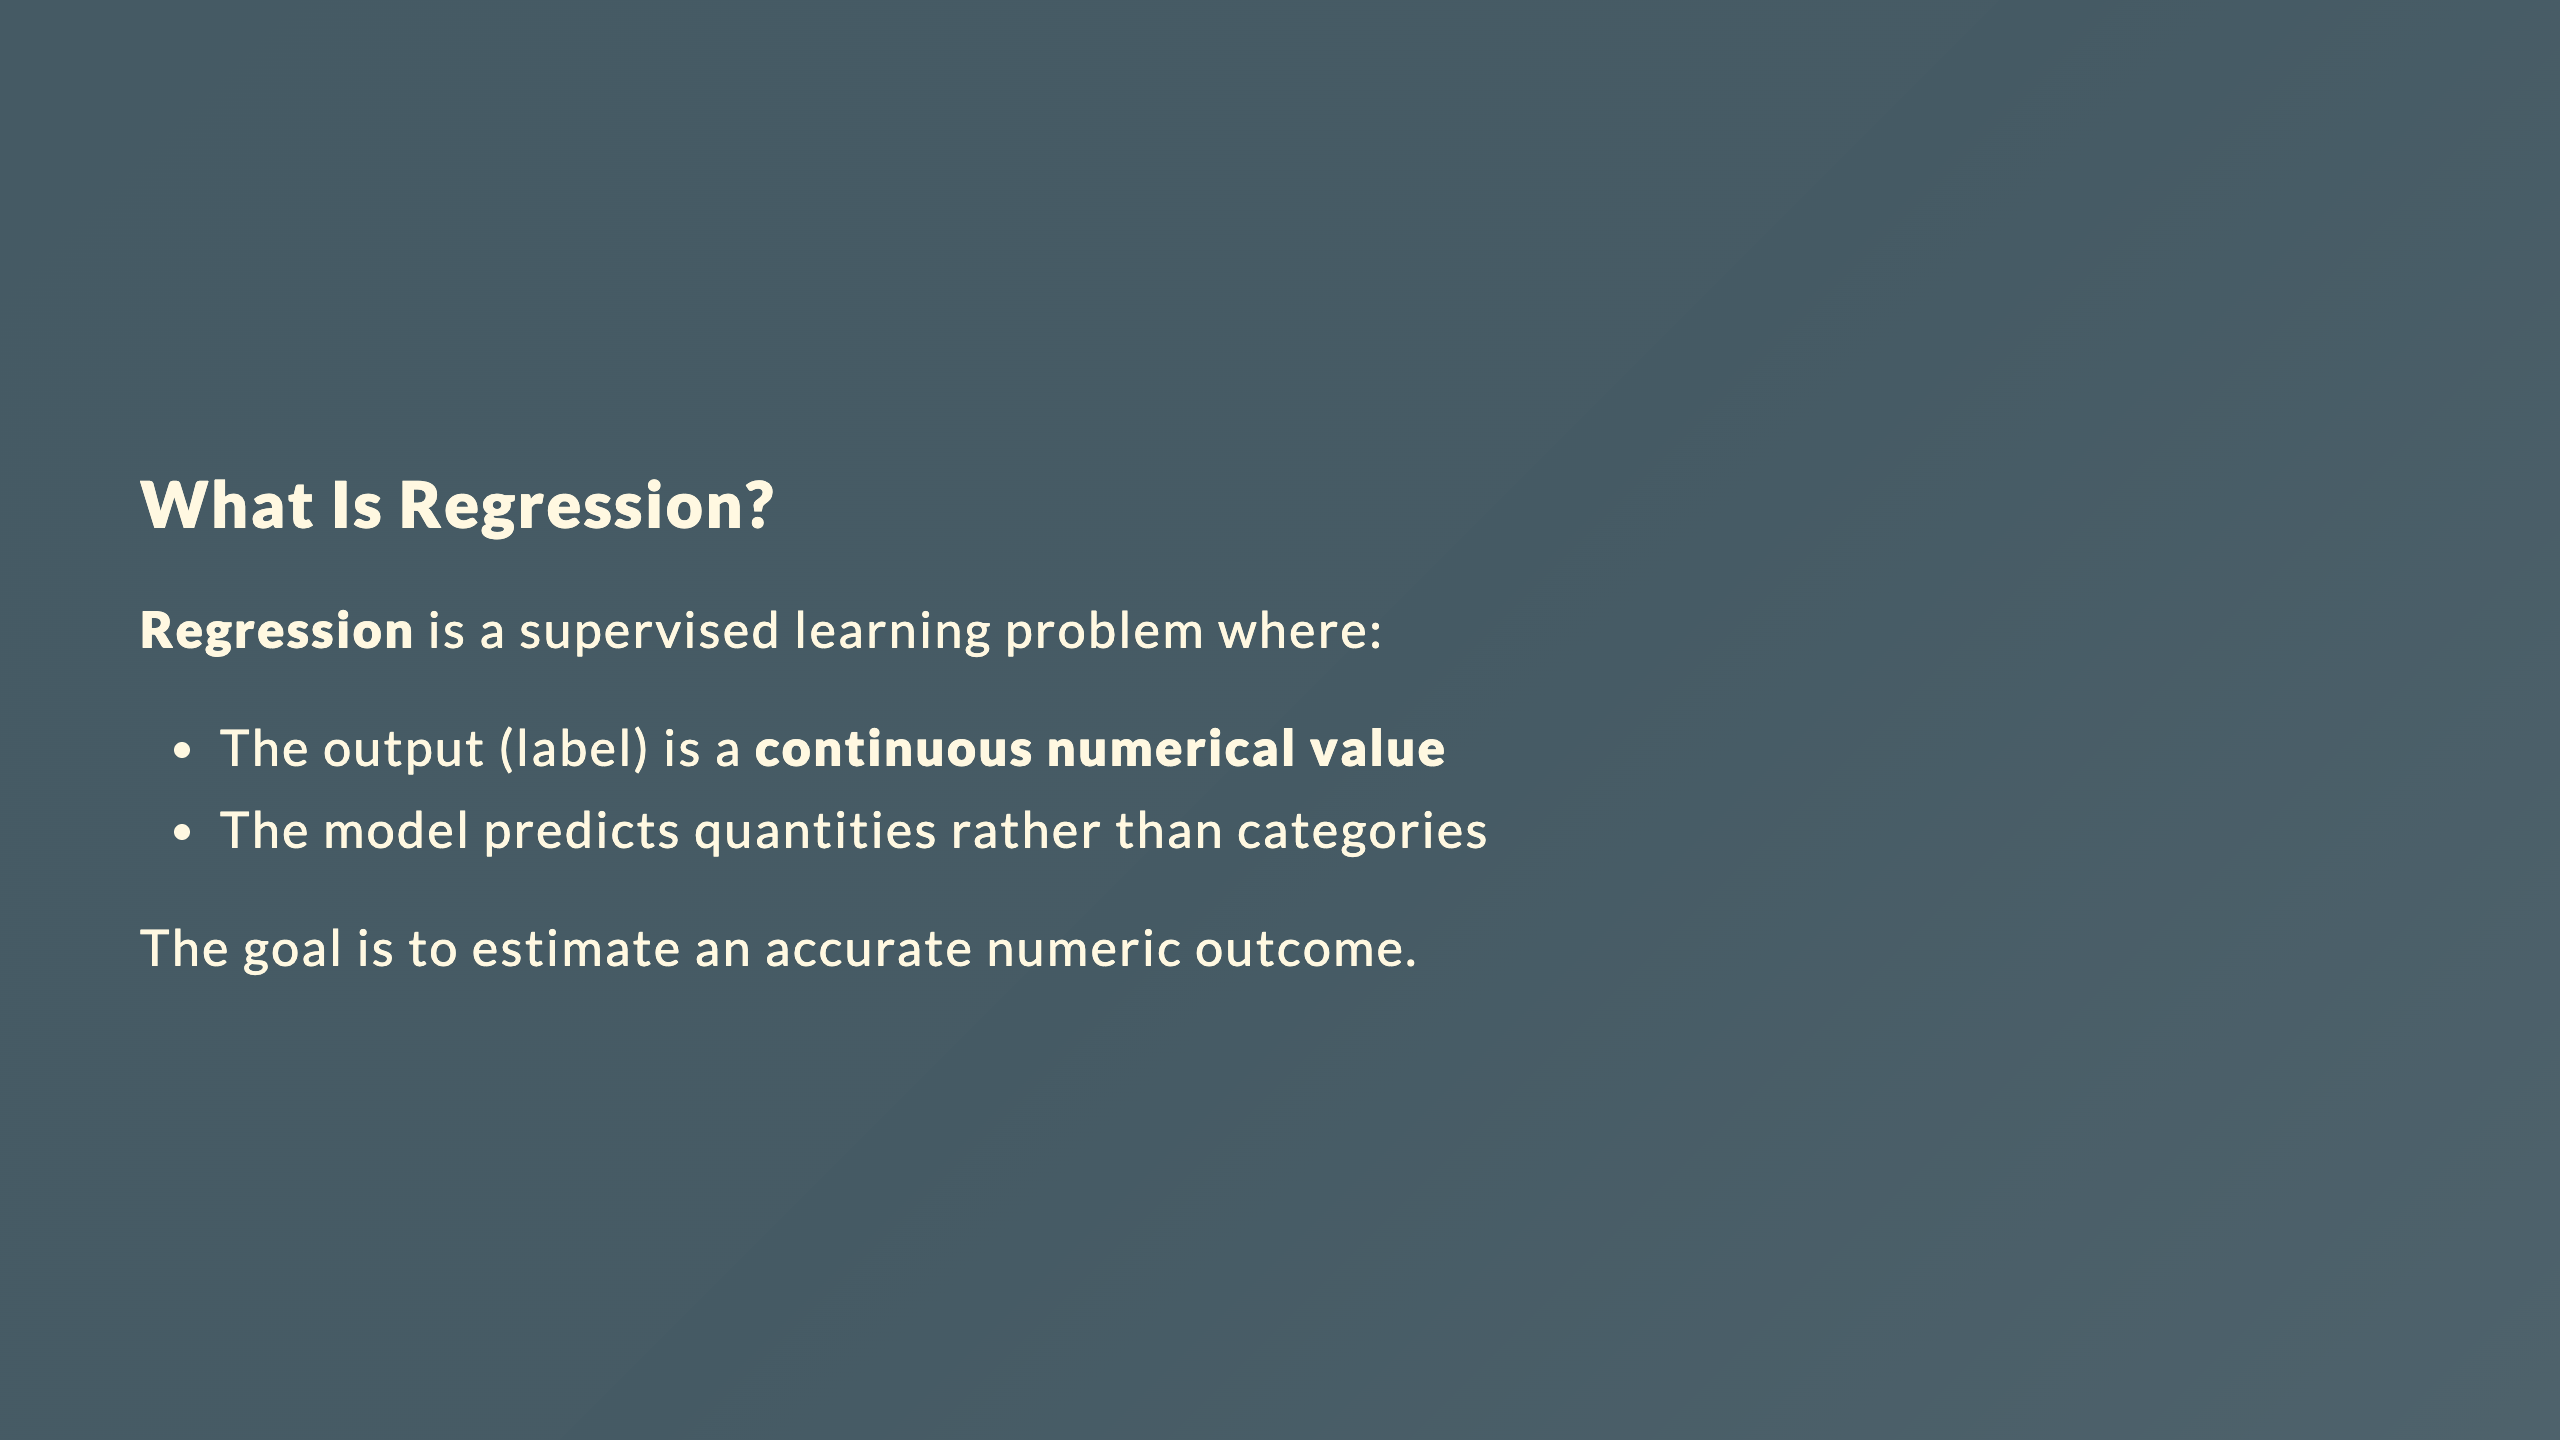 What Is Regression?
Regression is a supervised learning problem where:
• The output (label) is a continuous numerical value
• The model predicts quantities rather than categories
The goal is to estimate an accurate numeric outcome.